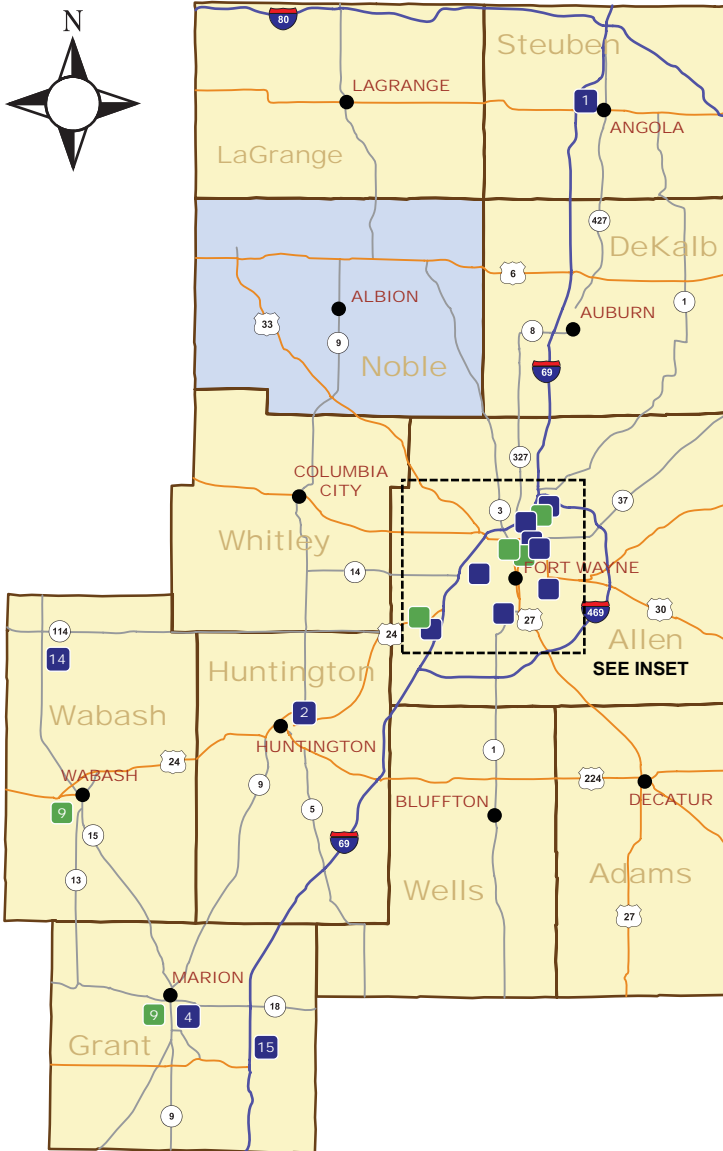 N
80
Steuben
LAGRANGE
1
ANGOLA
LaGrange
427
DeKalb
6
1
ALBION
33
AUBURN
8
9
Noble
69
327
COLUMBIA
CITY
3
37
Whitley
14
FORT WAYNE
469
30
27
24
Allen
114
SEE INSET
14
Huntington
2
Wabash
HUNTINGTON
24
1
WABASH
9
224
DECATUR
BLUFFTON
5
9
15
69
13
Wells
Adams
27
MARION
18
9
4
Grant
15
9